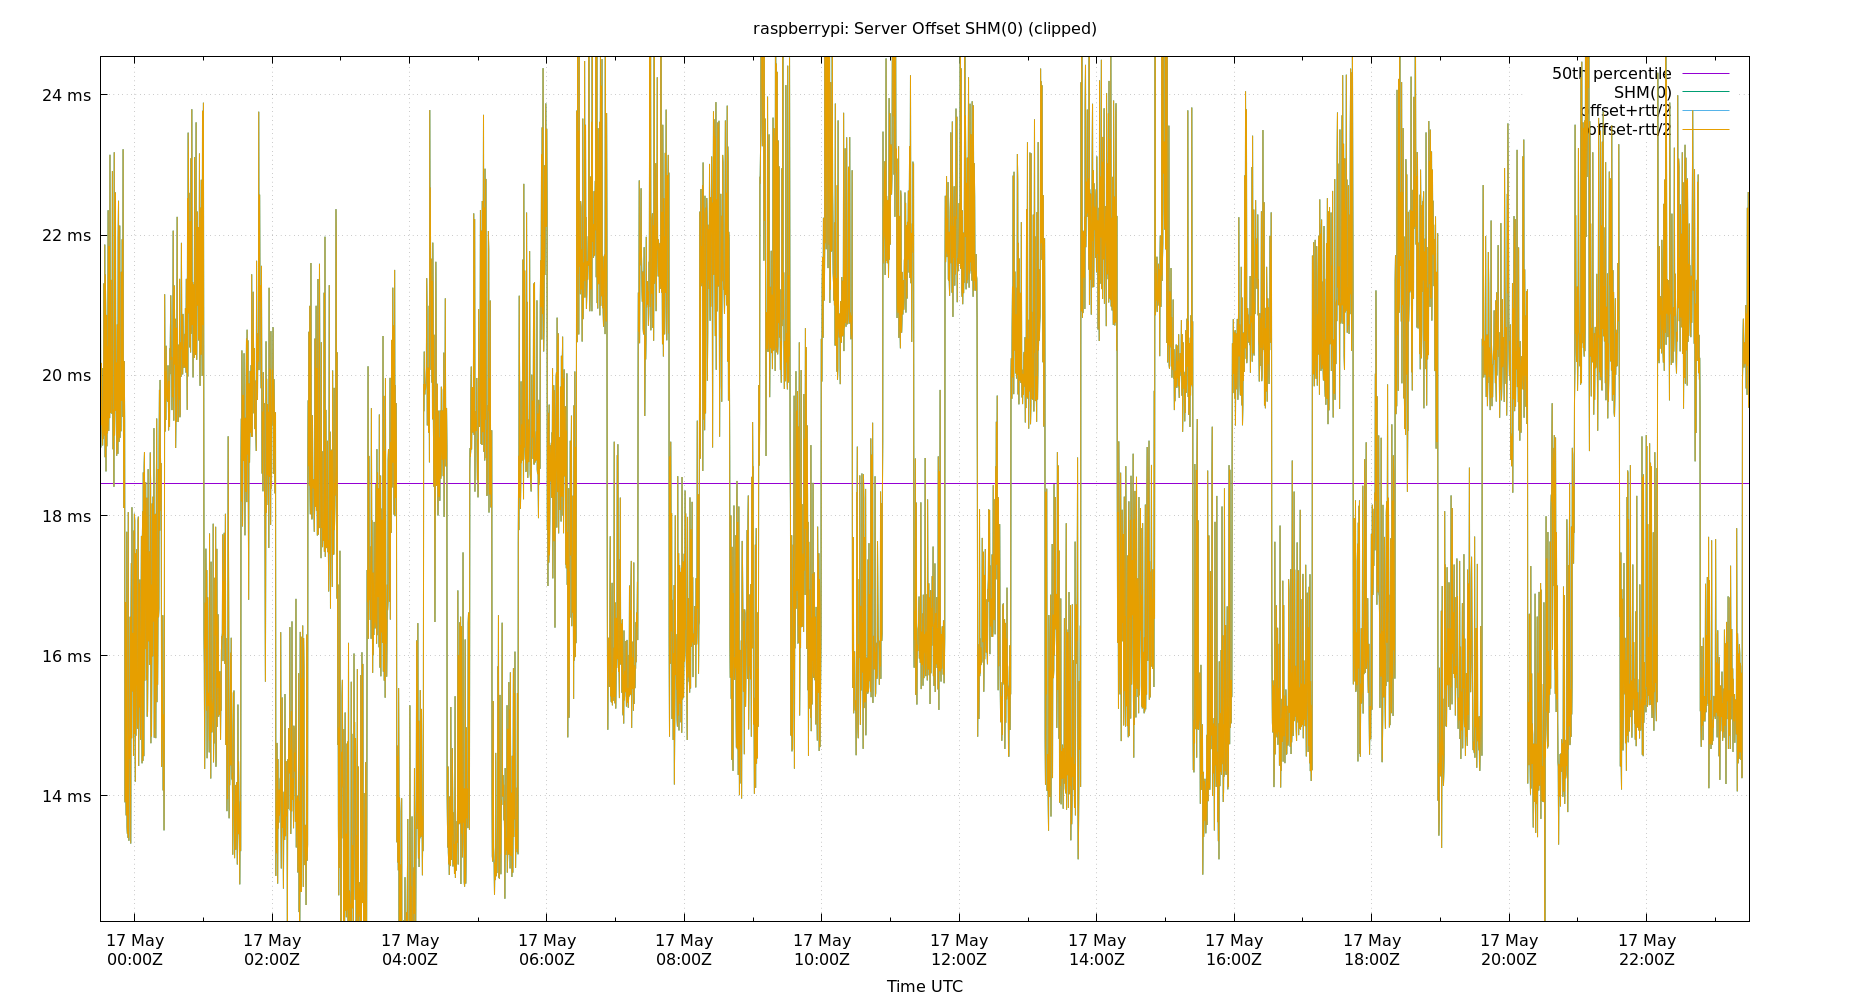 raspberrypi: Server Offset SHM(0) (clipped)
50th percentile
SHM(0)
offset+rtt/2
offset-rtt/2
24 ms
22 ms
20 ms
18 ms
16 ms
14 ms
17 May 17 May 17 May 17 May 17 May 17 May 17 May 17 May 17 May 17 May 17 May 17 May
00:00Z 02:00Z 04:00Z 06:00Z 08:00Z 10:00Z 12:00Z 14:00Z 16:00Z 18:00Z 20:00Z 22:00Z
Time UTC